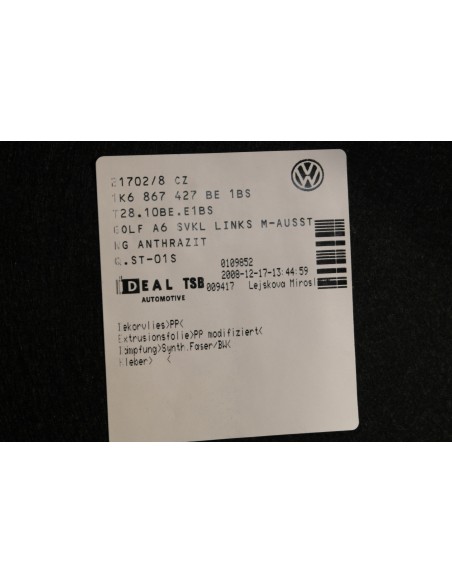 21702/8 CZ
1K6 867 427 BE 1BS
T28.10BE.E1BS
GOLF A6 SVKL LINKS M-AUSST
NG ANTHRAZIT
Q.ST-01S
0109852
2008-12-17-13:44:59
IDEAL TSB
AUTOMOTIVE
009417 Lejskova Mirosl
Dekorvlies>PP<
Extrusionsfolie>PP modifiziert<
Dämpfung>Synth.Faser/BW<
Kleber> <